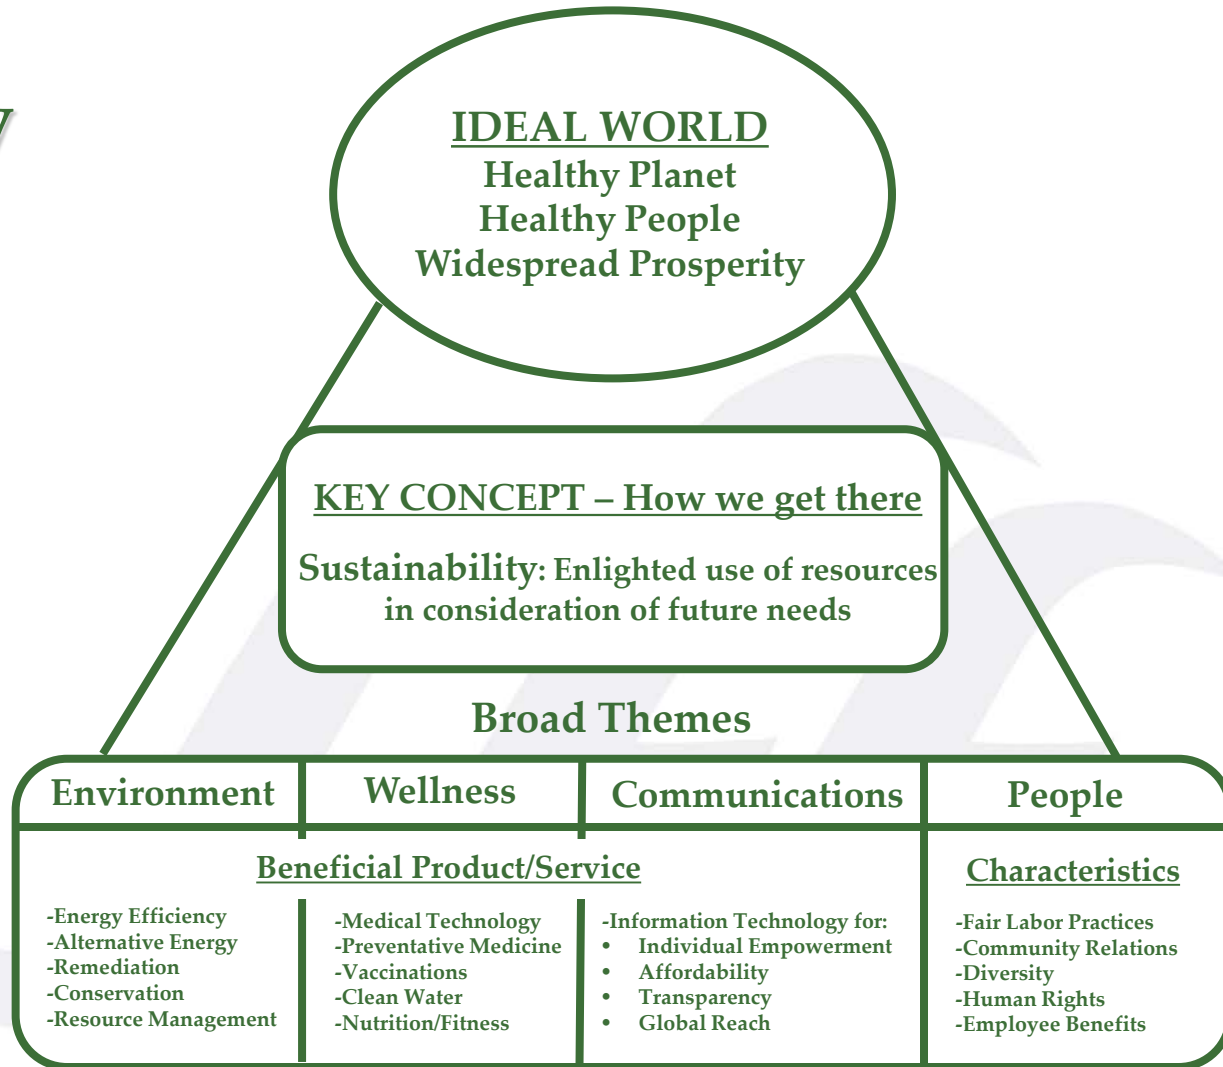 y
IDEAL WORLD
Healthy Planet
Healthy People
Widespread Prosperity
KEY CONCEPT – How we get there
Sustainability: Enlighted use of resources
in consideration of future needs
Broad Themes
Environment
Wellness
Communications
People
Beneficial Product/Service
Characteristics
-Energy Efficiency
-Alternative Energy
-Remediation
-Conservation
-Resource Management
-Medical Technology
-Preventative Medicine
-Vaccinations
-Clean Water
-Nutrition/Fitness
-Information Technology for:
• Individual Empowerment
• Affordability
• Transparency
• Global Reach
-Fair Labor Practices
-Community Relations
-Diversity
-Human Rights
-Employee Benefits